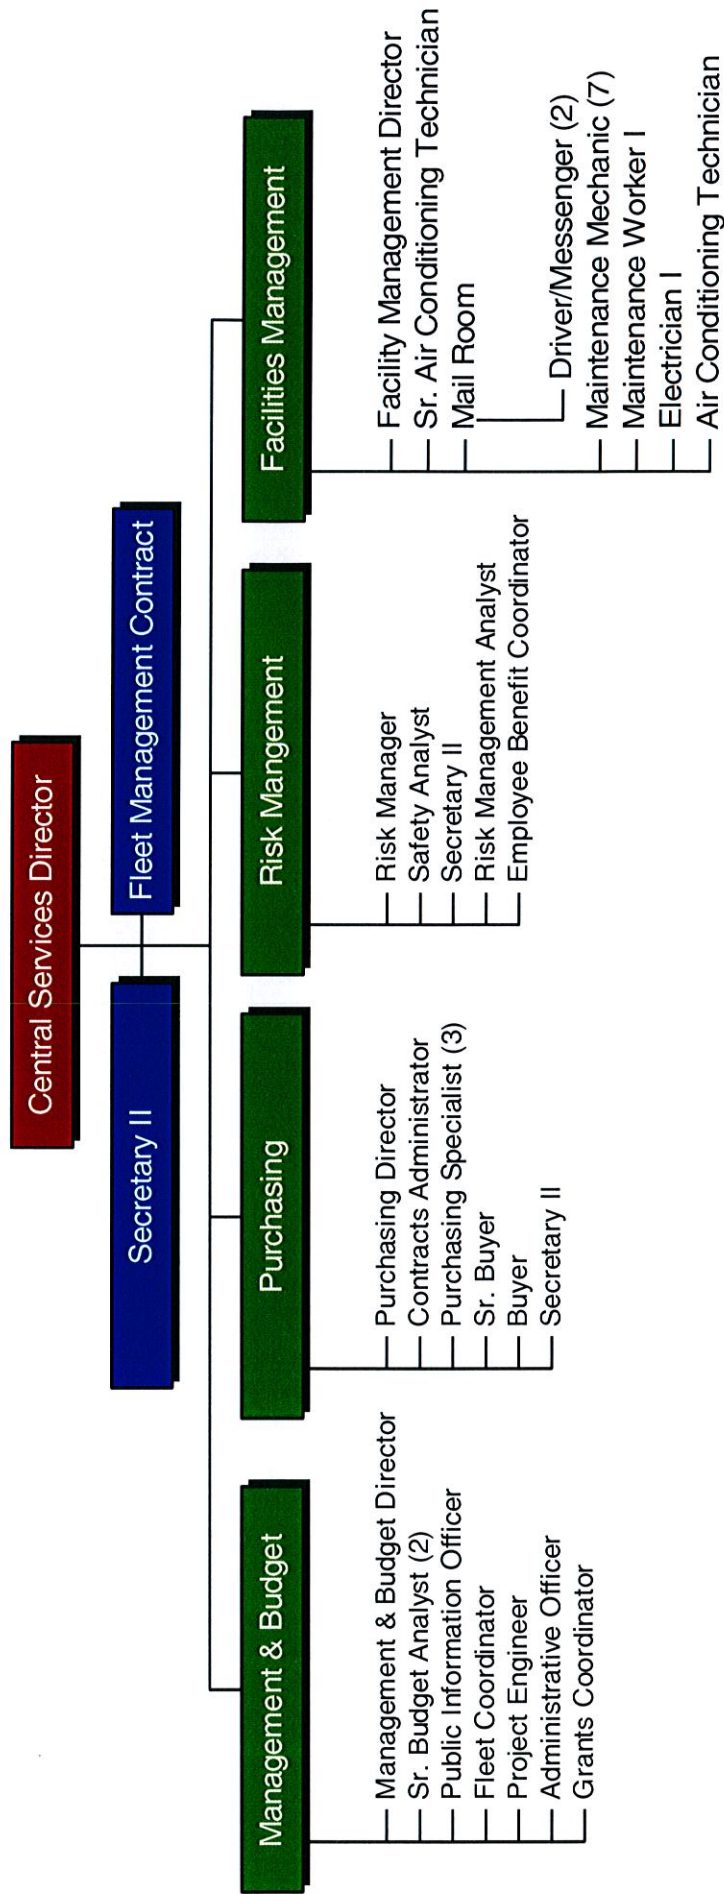 Central Services Director
Secretary II
Fleet Management Contract
Management & Budget
Purchasing
Risk Mangement
Facilities Management
Management & Budget Director
Sr. Budget Analyst (2)
Public Information Officer
Fleet Coordinator
Project Engineer
Administrative Officer
Grants Coordinator
Purchasing Director
Contracts Administrator
Purchasing Specialist (3)
Sr. Buyer
Buyer
Secretary II
Risk Manager
Safety Analyst
Secretary II
Risk Management Analyst
Employee Benefit Coordinator
Facility Management Director
Sr. Air Conditioning Technician
Mail Room
Driver/Messenger (2)
Maintenance Mechanic (7)
Maintenance Worker I
Electrician I
Air Conditioning Technician